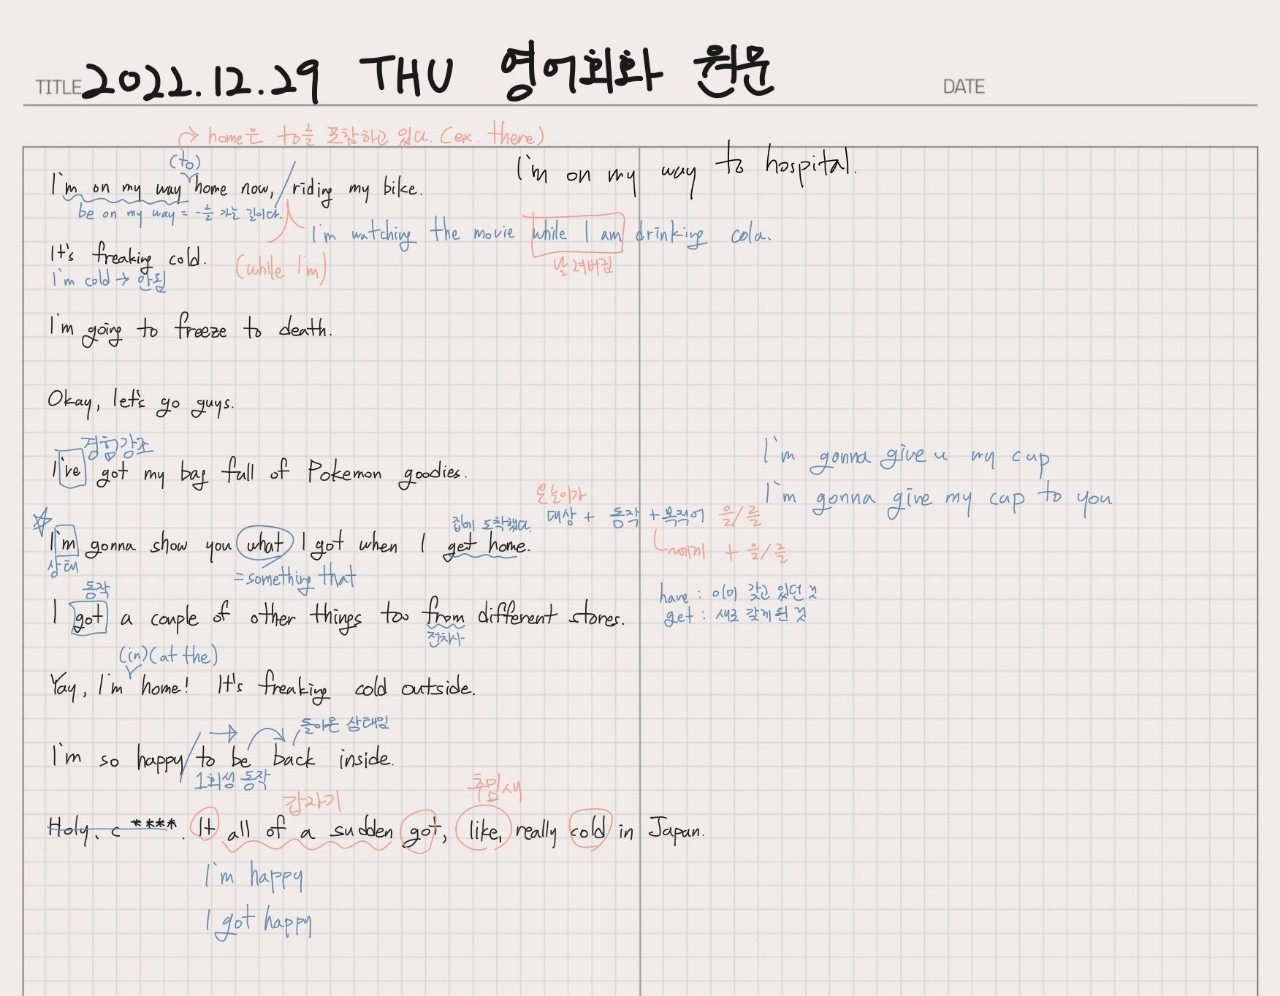 TITLE 2022.12.29 THU 영어회화 원문 DATE
home은 to를 포함하고 있다. (ex. there)
(to)
I'm on my way home now, / riding my bike.
I'm on my way to hospital.
be on my way = -을 가는 길이다.
I'm watching the movie while I am drinking cola.
It's freaking cold.
(while I'm)
날려버림
I'm cold → 안됨
I'm going to freeze to death.
Okay, let's go guys.
경험강조
I've got my bag full of Pokemon goodies.
I'm gonna give u my cup
I'm gonna give my cup to you
대상 + 동작 + 목적어 을/를
집에 도착했다.
I'm gonna show you what I got when I get home.
~에게 + 을/를
상태
= something that
동작
have : 이미 갖고 있던 것
get : 새로 갖게된 것
I got a couple of other things too from different stores.
전치사
(in) (at the)
Yay, I'm home! It's freaking cold outside.
돌아온 상태임
I'm so happy / to be back inside.
1회성 동작
갑자기
추임새
Holy. c ****. It all of a sudden got, like, really cold in Japan.
I'm happy
I got happy